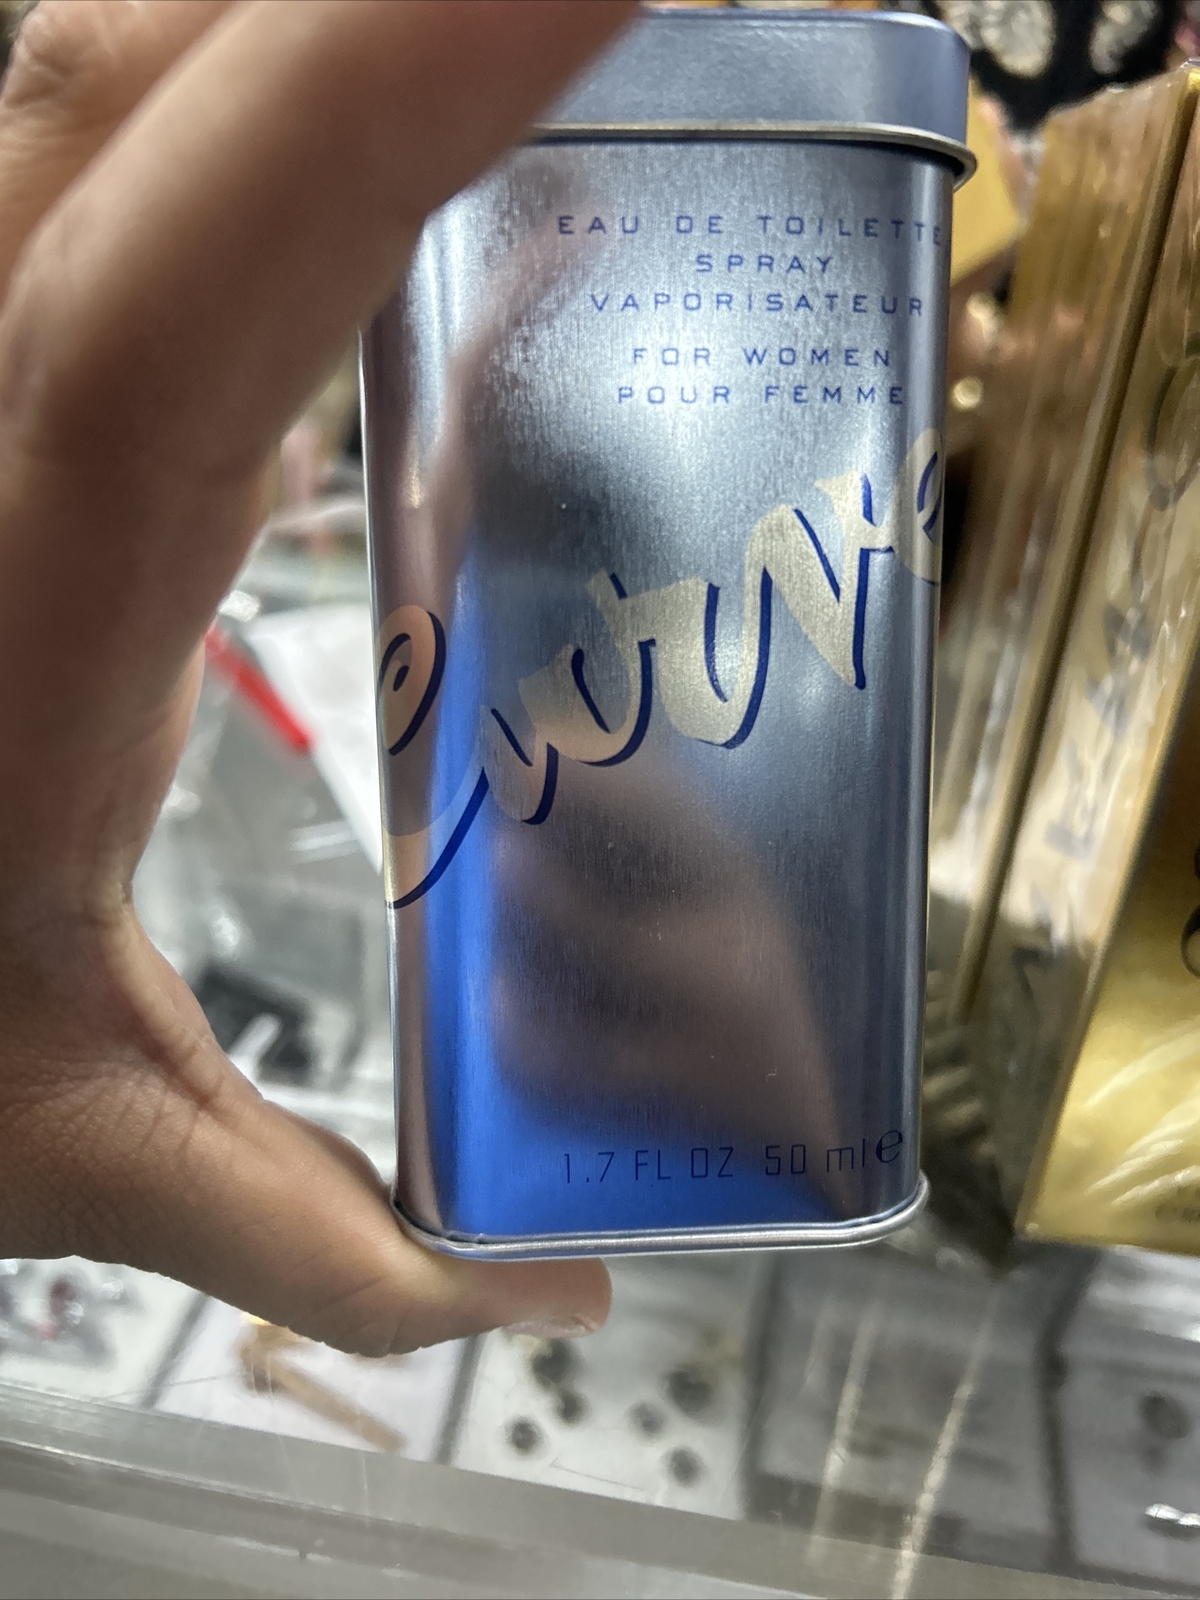 EAU DE TOILETTE
SPRAY
VAPORISATEUR
FOR WOMEN
POUR FEMME
Curve
1.7 FL OZ 50 ml e